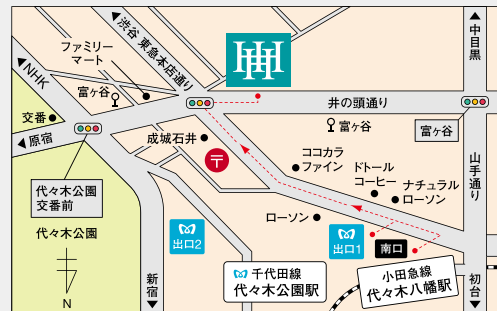 渋谷 東急本店通り
中目黒
NHK
ファミリー
マート
富ヶ谷
井の頭通り
交番
原宿
成城石井
〒
富ヶ谷
富ヶ谷
ココカラ
ファイン
ドトール
コーヒー
ナチュラル
ローソン
山手通り
代々木公園
交番前
代々木公園
ローソン
出口2
出口1
南口
千代田線
代々木公園駅
小田急線
代々木八幡駅
N
新宿
初台